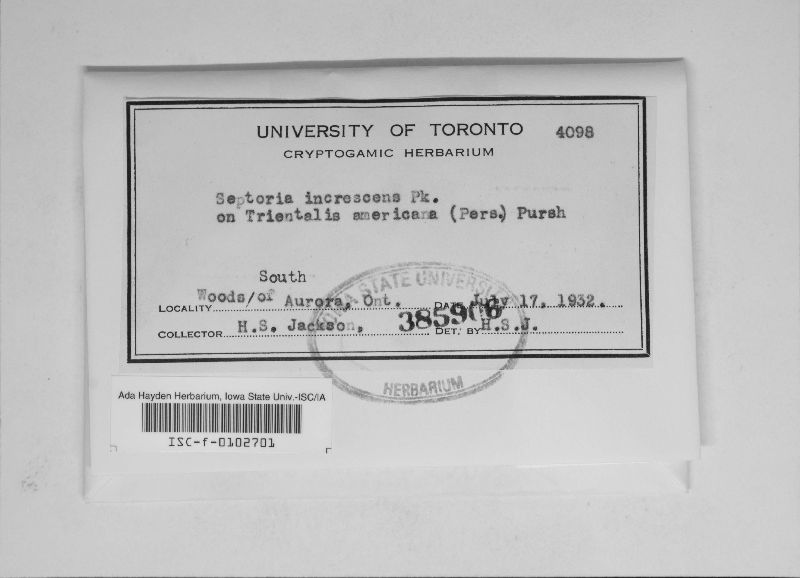 UNIVERSITY OF TORONTO 4098
CRYPTOGAMIC HERBARIUM
Septoria increscens Pk.
on Trientalis americana (Pers.) Pursh
South
LOCALITY Woods/of Aurora, Ont. DATE July 17, 1932.
COLLECTOR H.S. Jackson, DET. BY H.S.J.
IOWA STATE UNIVERSITY
385906
HERBARIUM
Ada Hayden Herbarium, Iowa State Univ.-ISC/IA
ISC-f-0102701